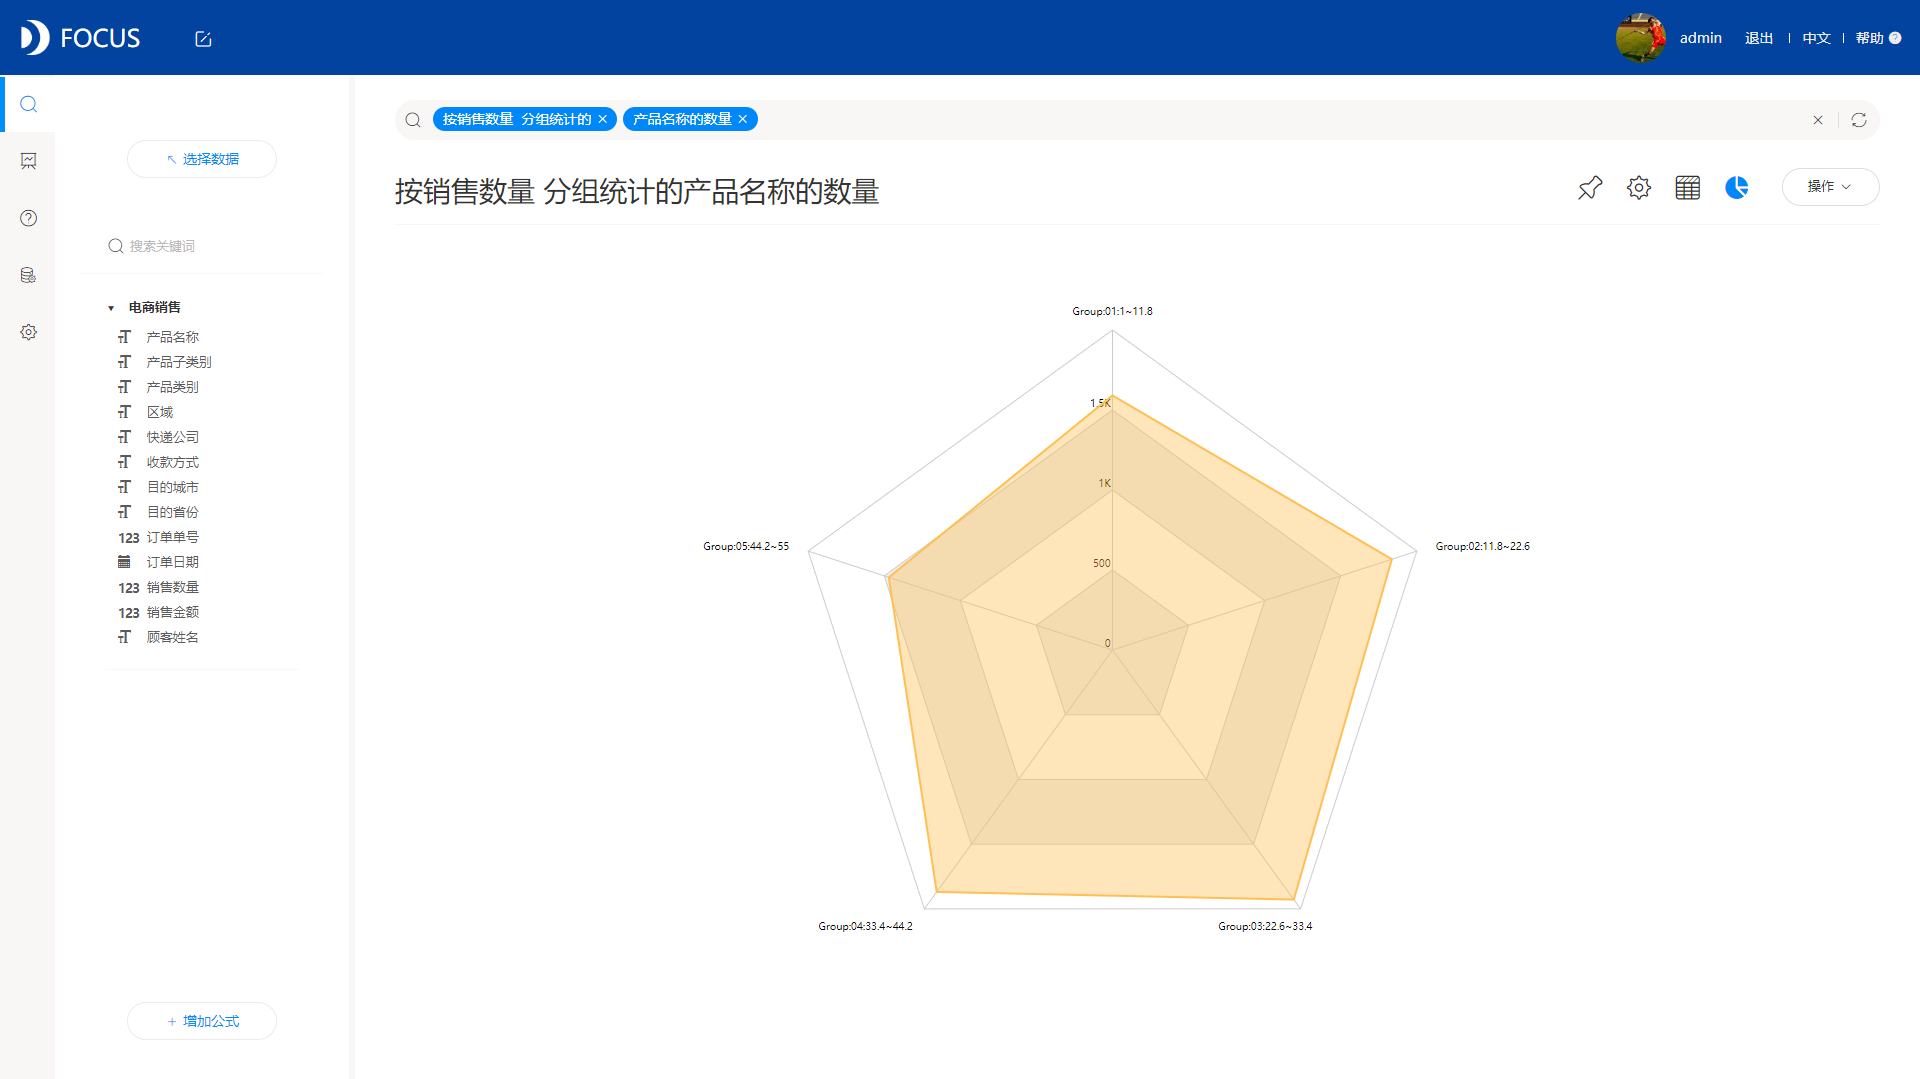 FOCUS
admin 退出 中文 帮助
按销售数量 分组统计的 产品名称的数量
选择数据
搜索关键词
电商销售
产品名称
产品子类别
产品类别
区域
快递公司
收款方式
目的城市
目的省份
123 订单单号
订单日期
123 销售数量
123 销售金额
顾客姓名
增加公式
按销售数量 分组统计的产品名称的数量
操作
Group:01:1~11.8
1.5K
1K
Group:05:44.2~55
Group:02:11.8~22.6
500
0
Group:04:33.4~44.2
Group:03:22.6~33.4